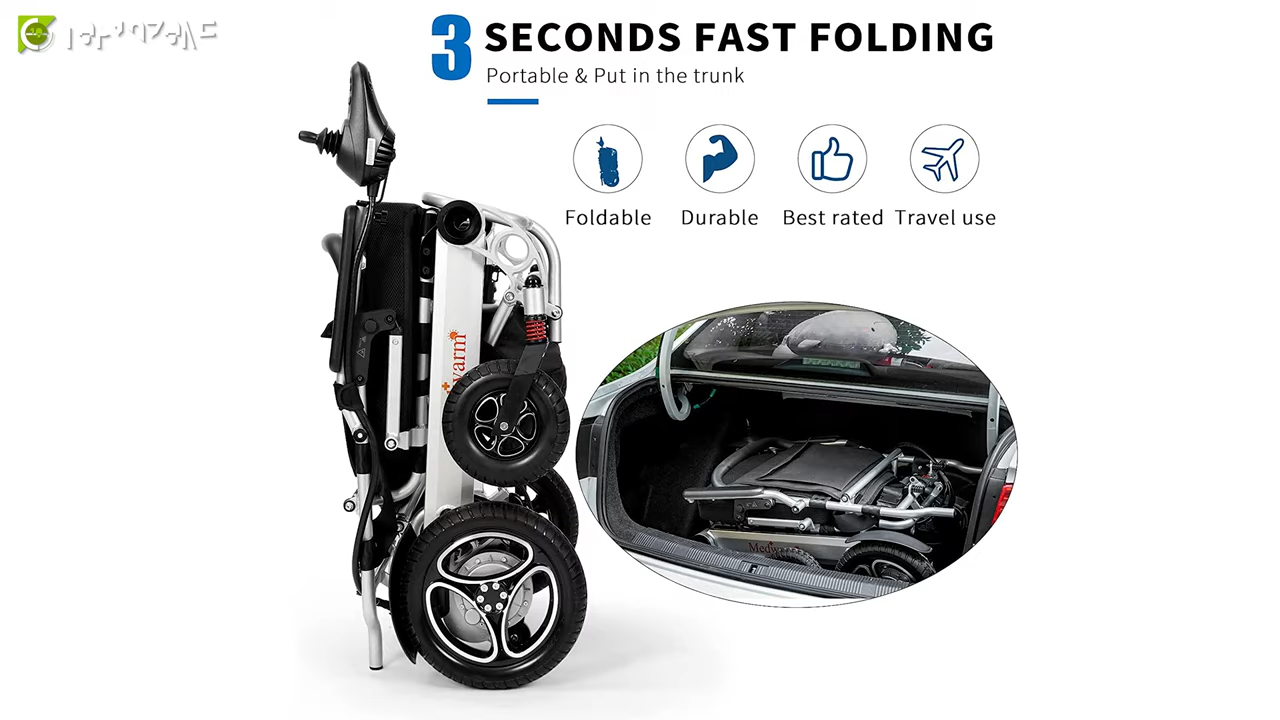 3 SECONDS FAST FOLDING
Portable & Put in the trunk
Foldable
Durable
Best rated
Travel use